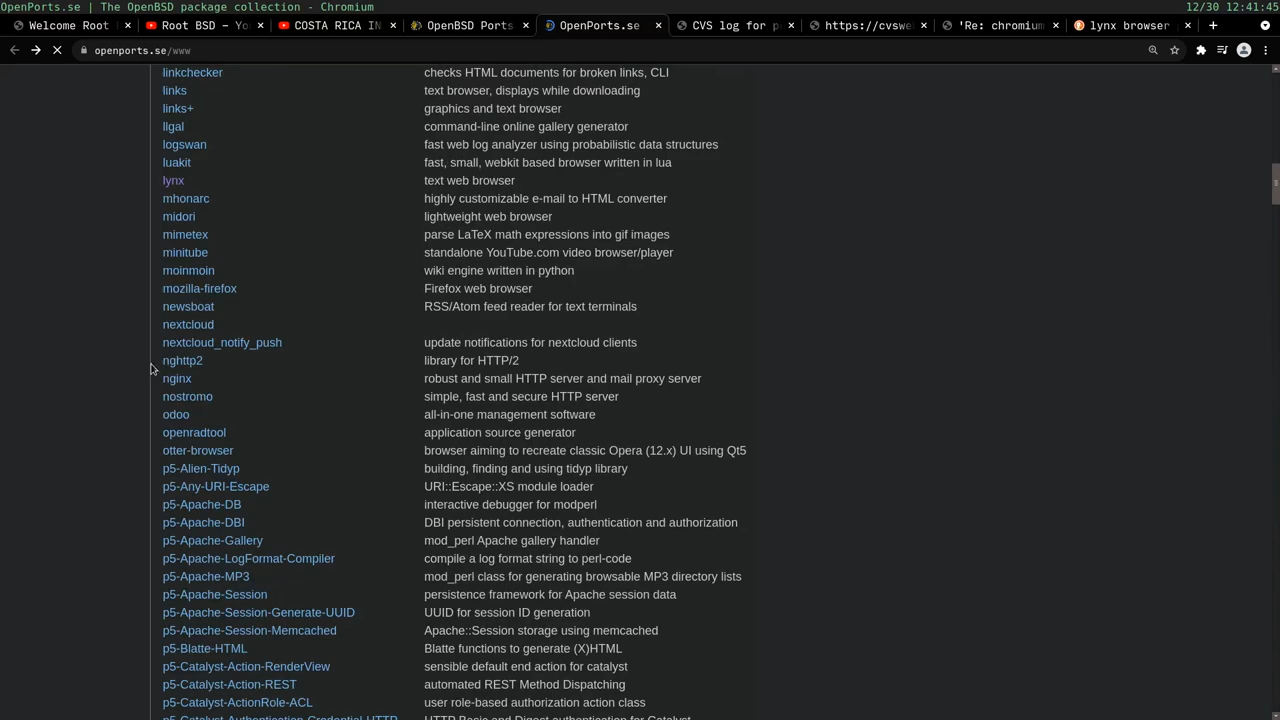 OpenPorts.se | The OpenBSD package collection - Chromium
12/30 12:41:45
Welcome Root
Root BSD - Yo
COSTA RICA IN
OpenBSD Ports
OpenPorts.se
CVS log for p
https://cvswe
'Re: chromium
lynx browser
openports.se/www
linkchecker checks HTML documents for broken links, CLI
links text browser, displays while downloading
links+ graphics and text browser
llgal command-line online gallery generator
logswan fast web log analyzer using probabilistic data structures
luakit fast, small, webkit based browser written in lua
lynx text web browser
mhonarc highly customizable e-mail to HTML converter
midori lightweight web browser
mimetex parse LaTeX math expressions into gif images
minitube standalone YouTube.com video browser/player
moinmoin wiki engine written in python
mozilla-firefox Firefox web browser
newsboat RSS/Atom feed reader for text terminals
nextcloud
nextcloud_notify_push update notifications for nextcloud clients
nghttp2 library for HTTP/2
nginx robust and small HTTP server and mail proxy server
nostromo simple, fast and secure HTTP server
odoo all-in-one management software
openradtool application source generator
otter-browser browser aiming to recreate classic Opera (12.x) UI using Qt5
p5-Alien-Tidyp building, finding and using tidyp library
p5-Any-URI-Escape URI::Escape::XS module loader
p5-Apache-DB interactive debugger for modperl
p5-Apache-DBI DBI persistent connection, authentication and authorization
p5-Apache-Gallery mod_perl Apache gallery handler
p5-Apache-LogFormat-Compiler compile a log format string to perl-code
p5-Apache-MP3 mod_perl class for generating browsable MP3 directory lists
p5-Apache-Session persistence framework for Apache session data
p5-Apache-Session-Generate-UUID UUID for session ID generation
p5-Apache-Session-Memcached Apache::Session storage using memcached
p5-Blatte-HTML Blatte functions to generate (X)HTML
p5-Catalyst-Action-RenderView sensible default end action for catalyst
p5-Catalyst-Action-REST automated REST Method Dispatching
p5-Catalyst-ActionRole-ACL user role-based authorization action class
p5-Catalyst-Authentication-Credential-HTTP HTTP Basic and Digest authentication for Catalyst